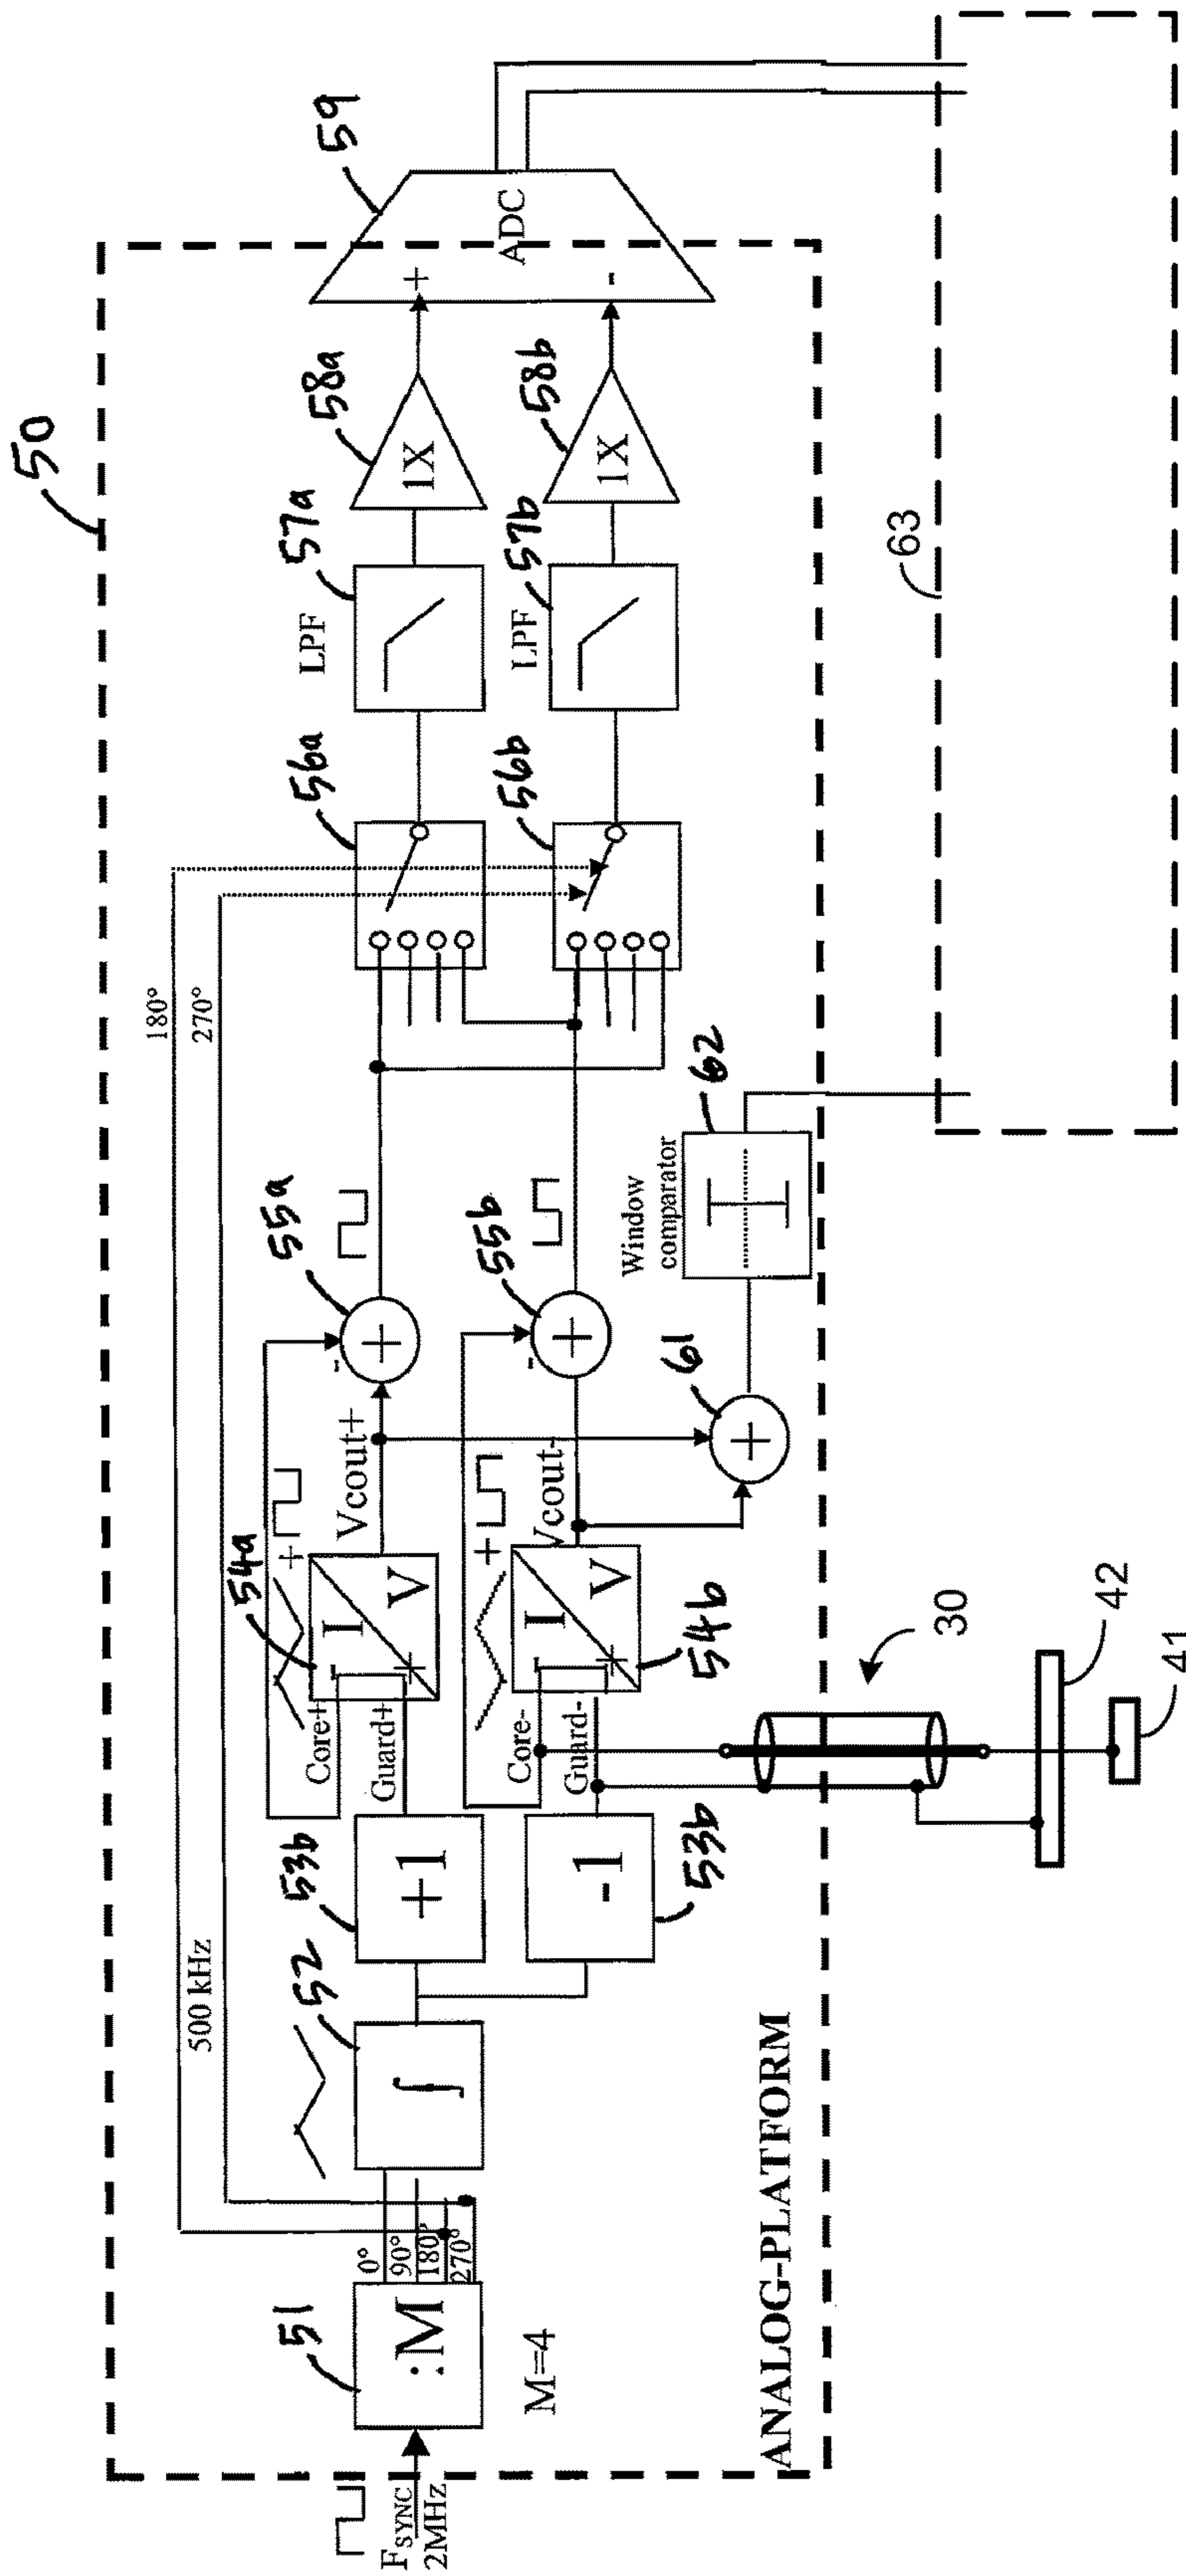 50
51
:M
M=4
F_SYNC
2MHz
0°
90°
180°
270°
180°
270°
500 kHz
52
∫
53b
+1
53b
-1
Core+
Guard+
Core-
Guard-
54a
-
+
I
V
+
54b
-
+
I
V
+
Vcout+
Vcout-
55a
-
+
55b
-
+
61
+
Window
comparator
62
56a
56b
LPF
57a
LPF
57b
58a
1X
58b
1X
59
+
-
ADC
ANALOG-PLATFORM
30
42
41
63